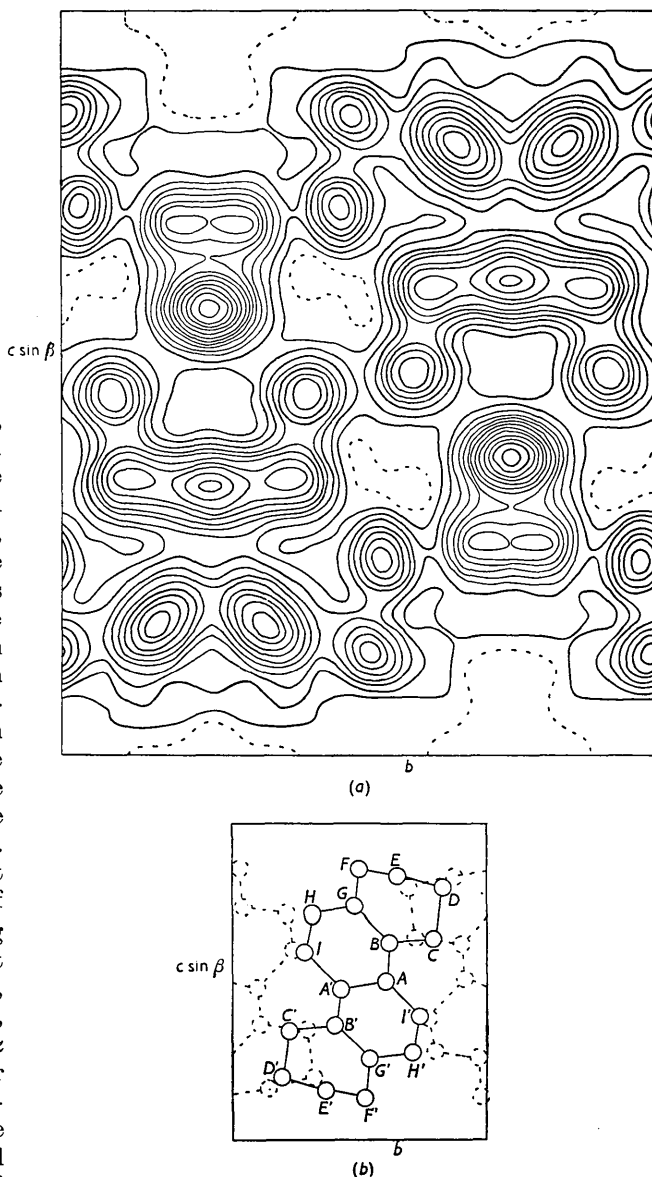 c sin β
b
(a)
F E
D
H G
B C
I
A
A'
I'
C' B'
G' H'
D'
E' F'
c sin β
b
(b)